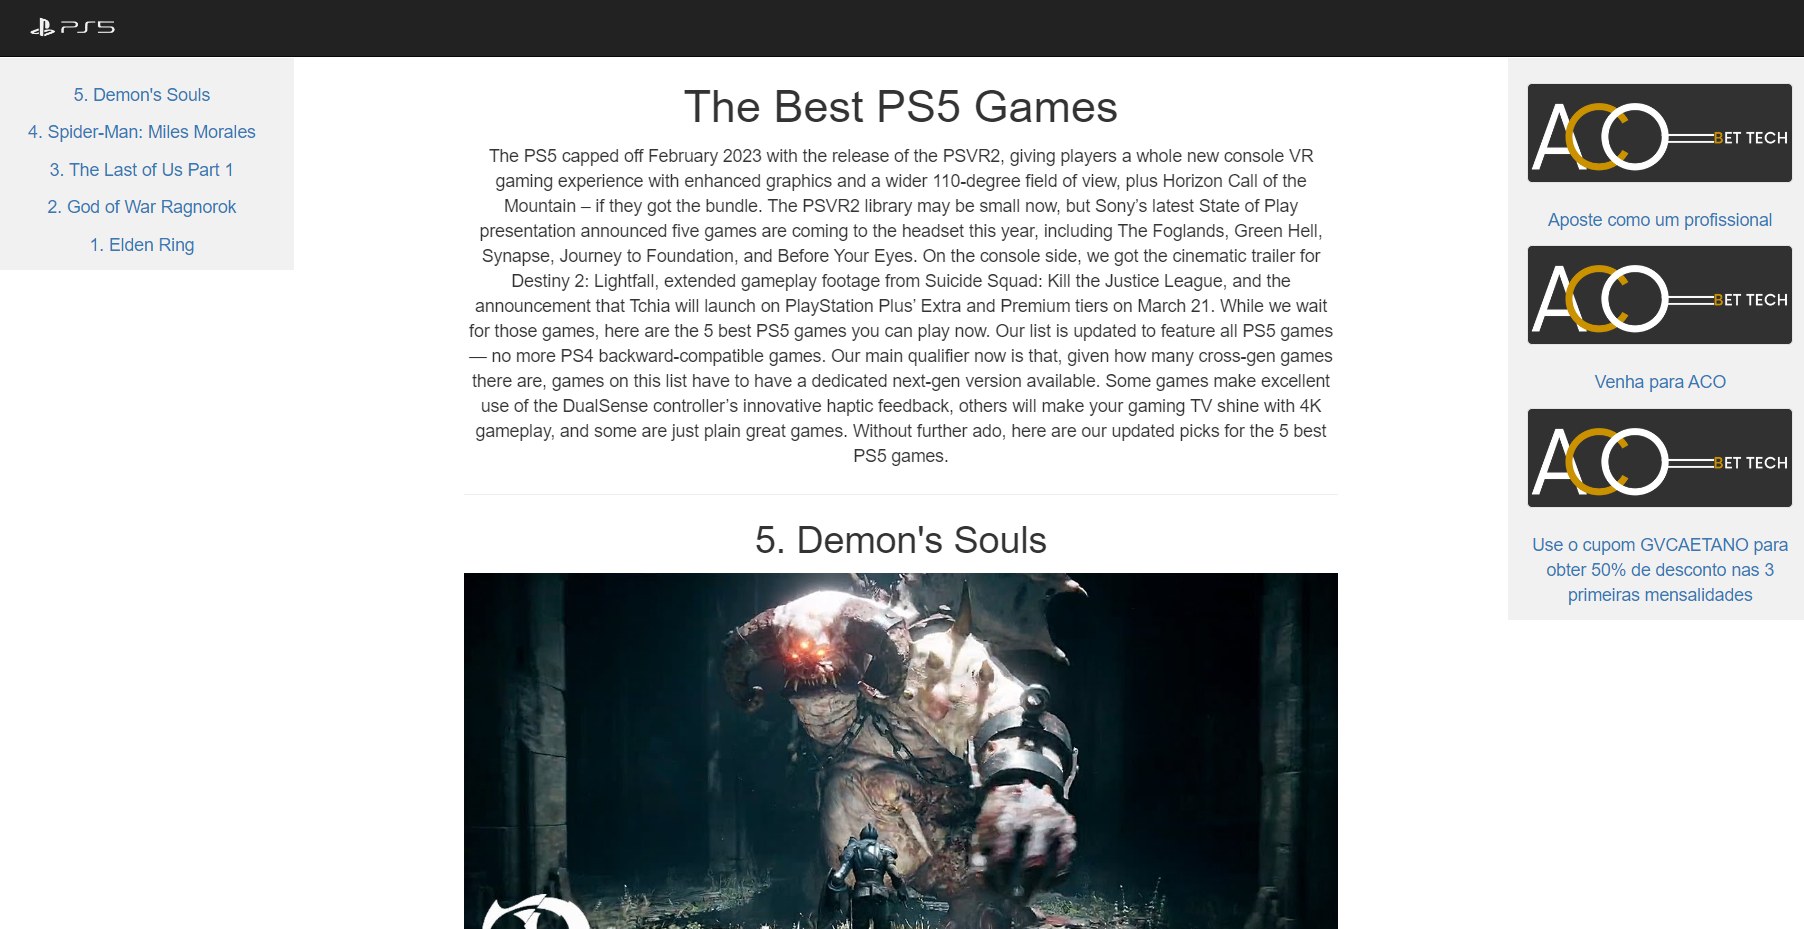 PS5
5. Demon's Souls
4. Spider-Man: Miles Morales
3. The Last of Us Part 1
2. God of War Ragnorok
1. Elden Ring
The Best PS5 Games
The PS5 capped off February 2023 with the release of the PSVR2, giving players a whole new console VR
gaming experience with enhanced graphics and a wider 110-degree field of view, plus Horizon Call of the
Mountain – if they got the bundle. The PSVR2 library may be small now, but Sony’s latest State of Play
presentation announced five games are coming to the headset this year, including The Foglands, Green Hell,
Synapse, Journey to Foundation, and Before Your Eyes. On the console side, we got the cinematic trailer for
Destiny 2: Lightfall, extended gameplay footage from Suicide Squad: Kill the Justice League, and the
announcement that Tchia will launch on PlayStation Plus’ Extra and Premium tiers on March 21. While we wait
for those games, here are the 5 best PS5 games you can play now. Our list is updated to feature all PS5 games
— no more PS4 backward-compatible games. Our main qualifier now is that, given how many cross-gen games
there are, games on this list have to have a dedicated next-gen version available. Some games make excellent
use of the DualSense controller’s innovative haptic feedback, others will make your gaming TV shine with 4K
gameplay, and some are just plain great games. Without further ado, here are our updated picks for the 5 best
PS5 games.
5. Demon's Souls
ACO BET TECH
Aposte como um profissional
ACO BET TECH
Venha para ACO
ACO BET TECH
Use o cupom GVCAETANO para
obter 50% de desconto nas 3
primeiras mensalidades